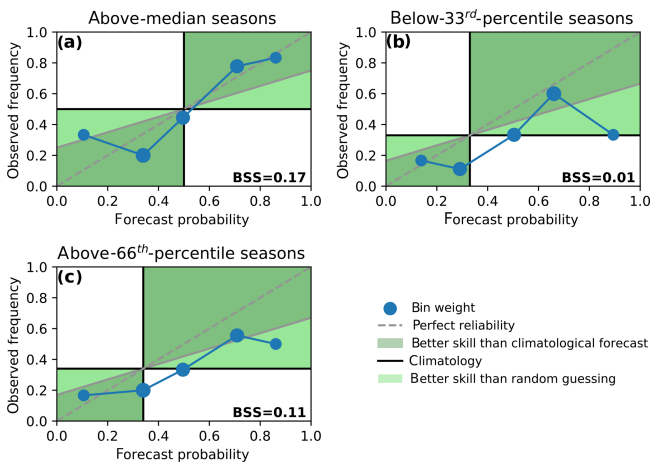 Above-median seasons
(a)
Observed frequency
1.0
0.8
0.6
0.4
0.2
0.0
BSS=0.17
0.0 0.2 0.4 0.6 0.8 1.0
Forecast probability
Below-33rd-percentile seasons
(b)
Observed frequency
1.0
0.8
0.6
0.4
0.2
0.0
BSS=0.01
0.0 0.2 0.4 0.6 0.8 1.0
Forecast probability
Above-66th-percentile seasons
(c)
Observed frequency
1.0
0.8
0.6
0.4
0.2
0.0
BSS=0.11
0.0 0.2 0.4 0.6 0.8 1.0
Forecast probability
Bin weight
Perfect reliability
Better skill than climatological forecast
Climatology
Better skill than random guessing